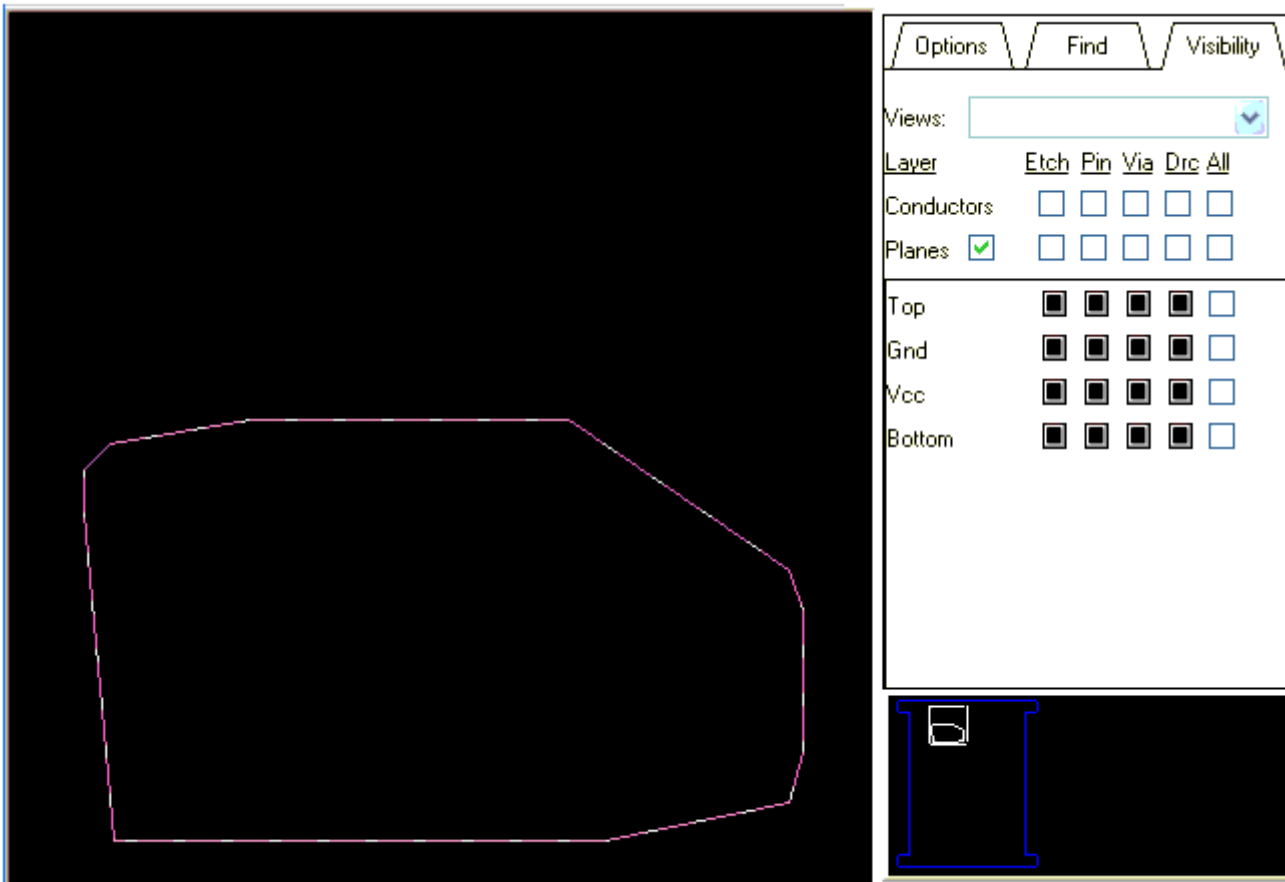 Options Find Visibility
Views:
Layer Etch Pin Via Drc All
Conductors
Planes
Top
Gnd
Vcc
Bottom